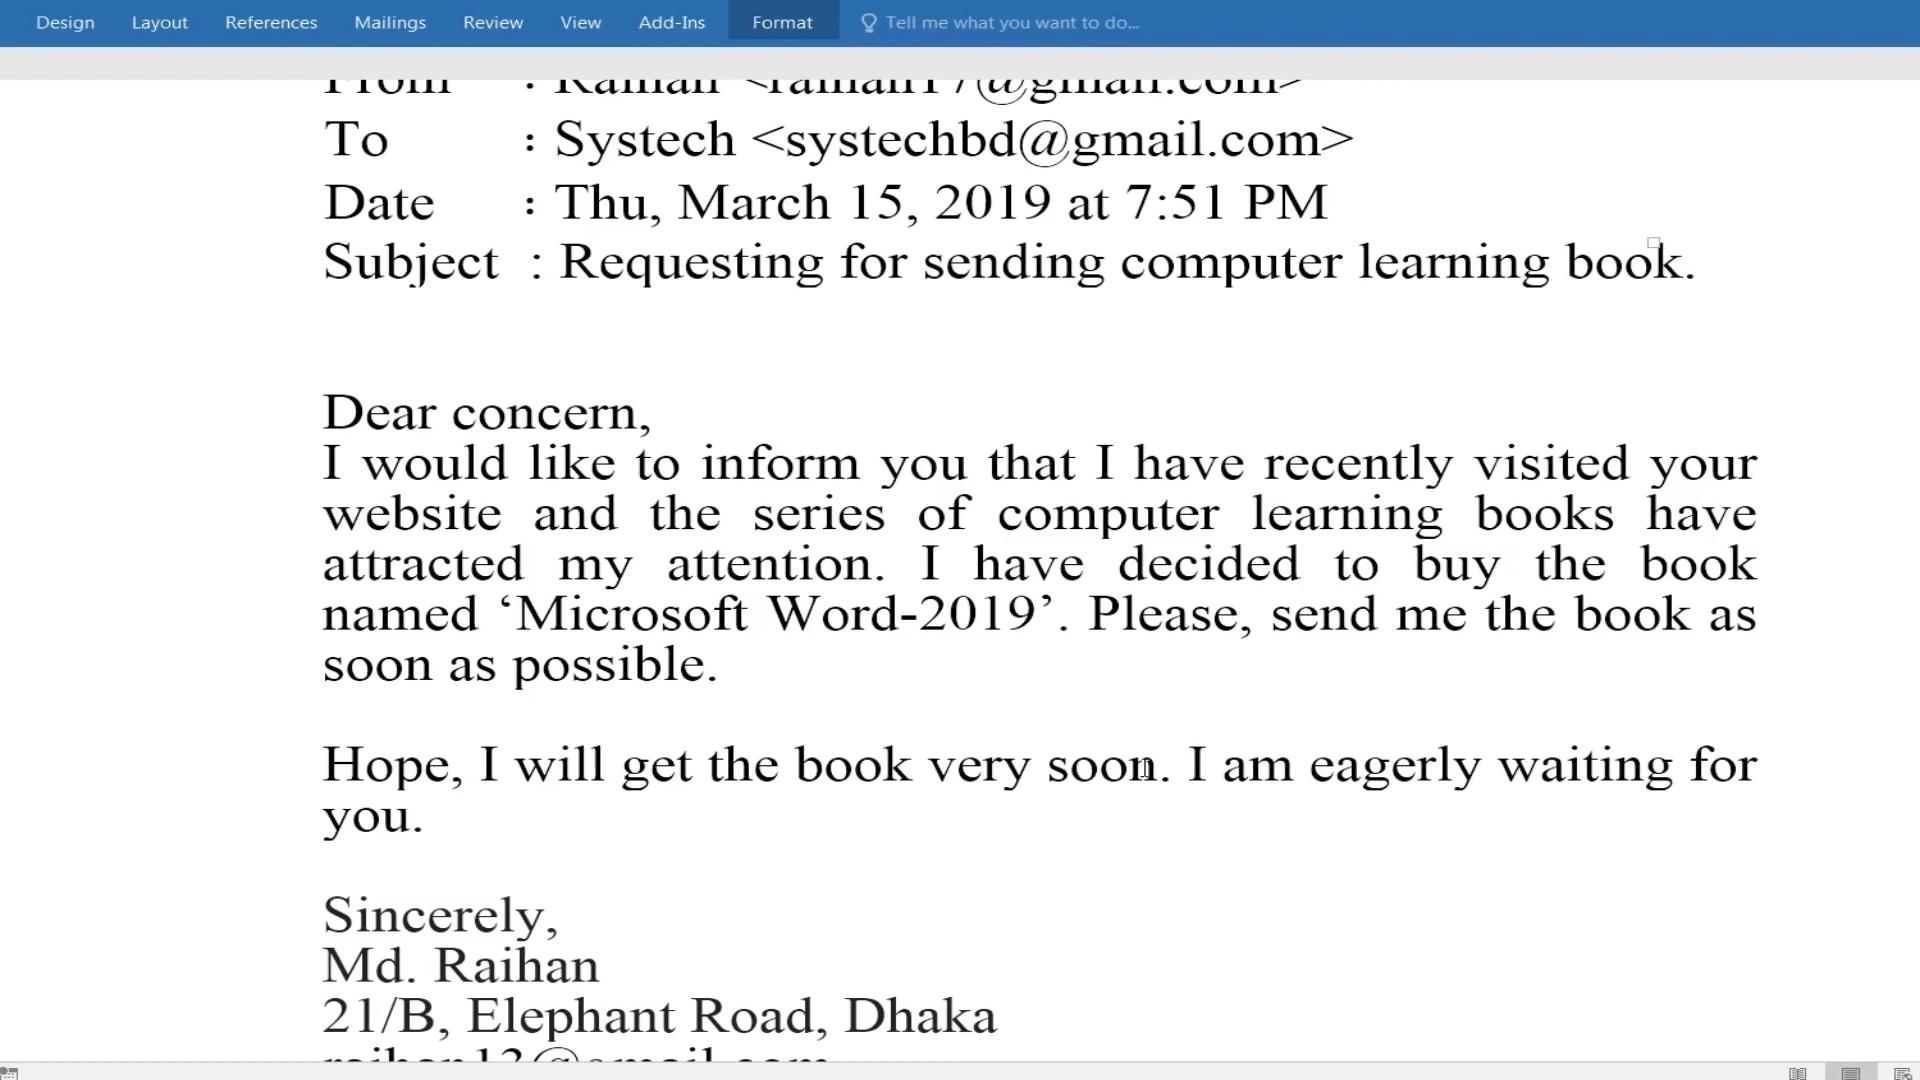 Design Layout References Mailings Review View Add-Ins Format Tell me what you want to do...
From : Raihan <raihan17@gmail.com>
To : Systech <systechbd@gmail.com>
Date : Thu, March 15, 2019 at 7:51 PM
Subject : Requesting for sending computer learning book.
Dear concern,
I would like to inform you that I have recently visited your
website and the series of computer learning books have
attracted my attention. I have decided to buy the book
named ‘Microsoft Word-2019’. Please, send me the book as
soon as possible.
Hope, I will get the book very soon. I am eagerly waiting for
you.
Sincerely,
Md. Raihan
21/B, Elephant Road, Dhaka